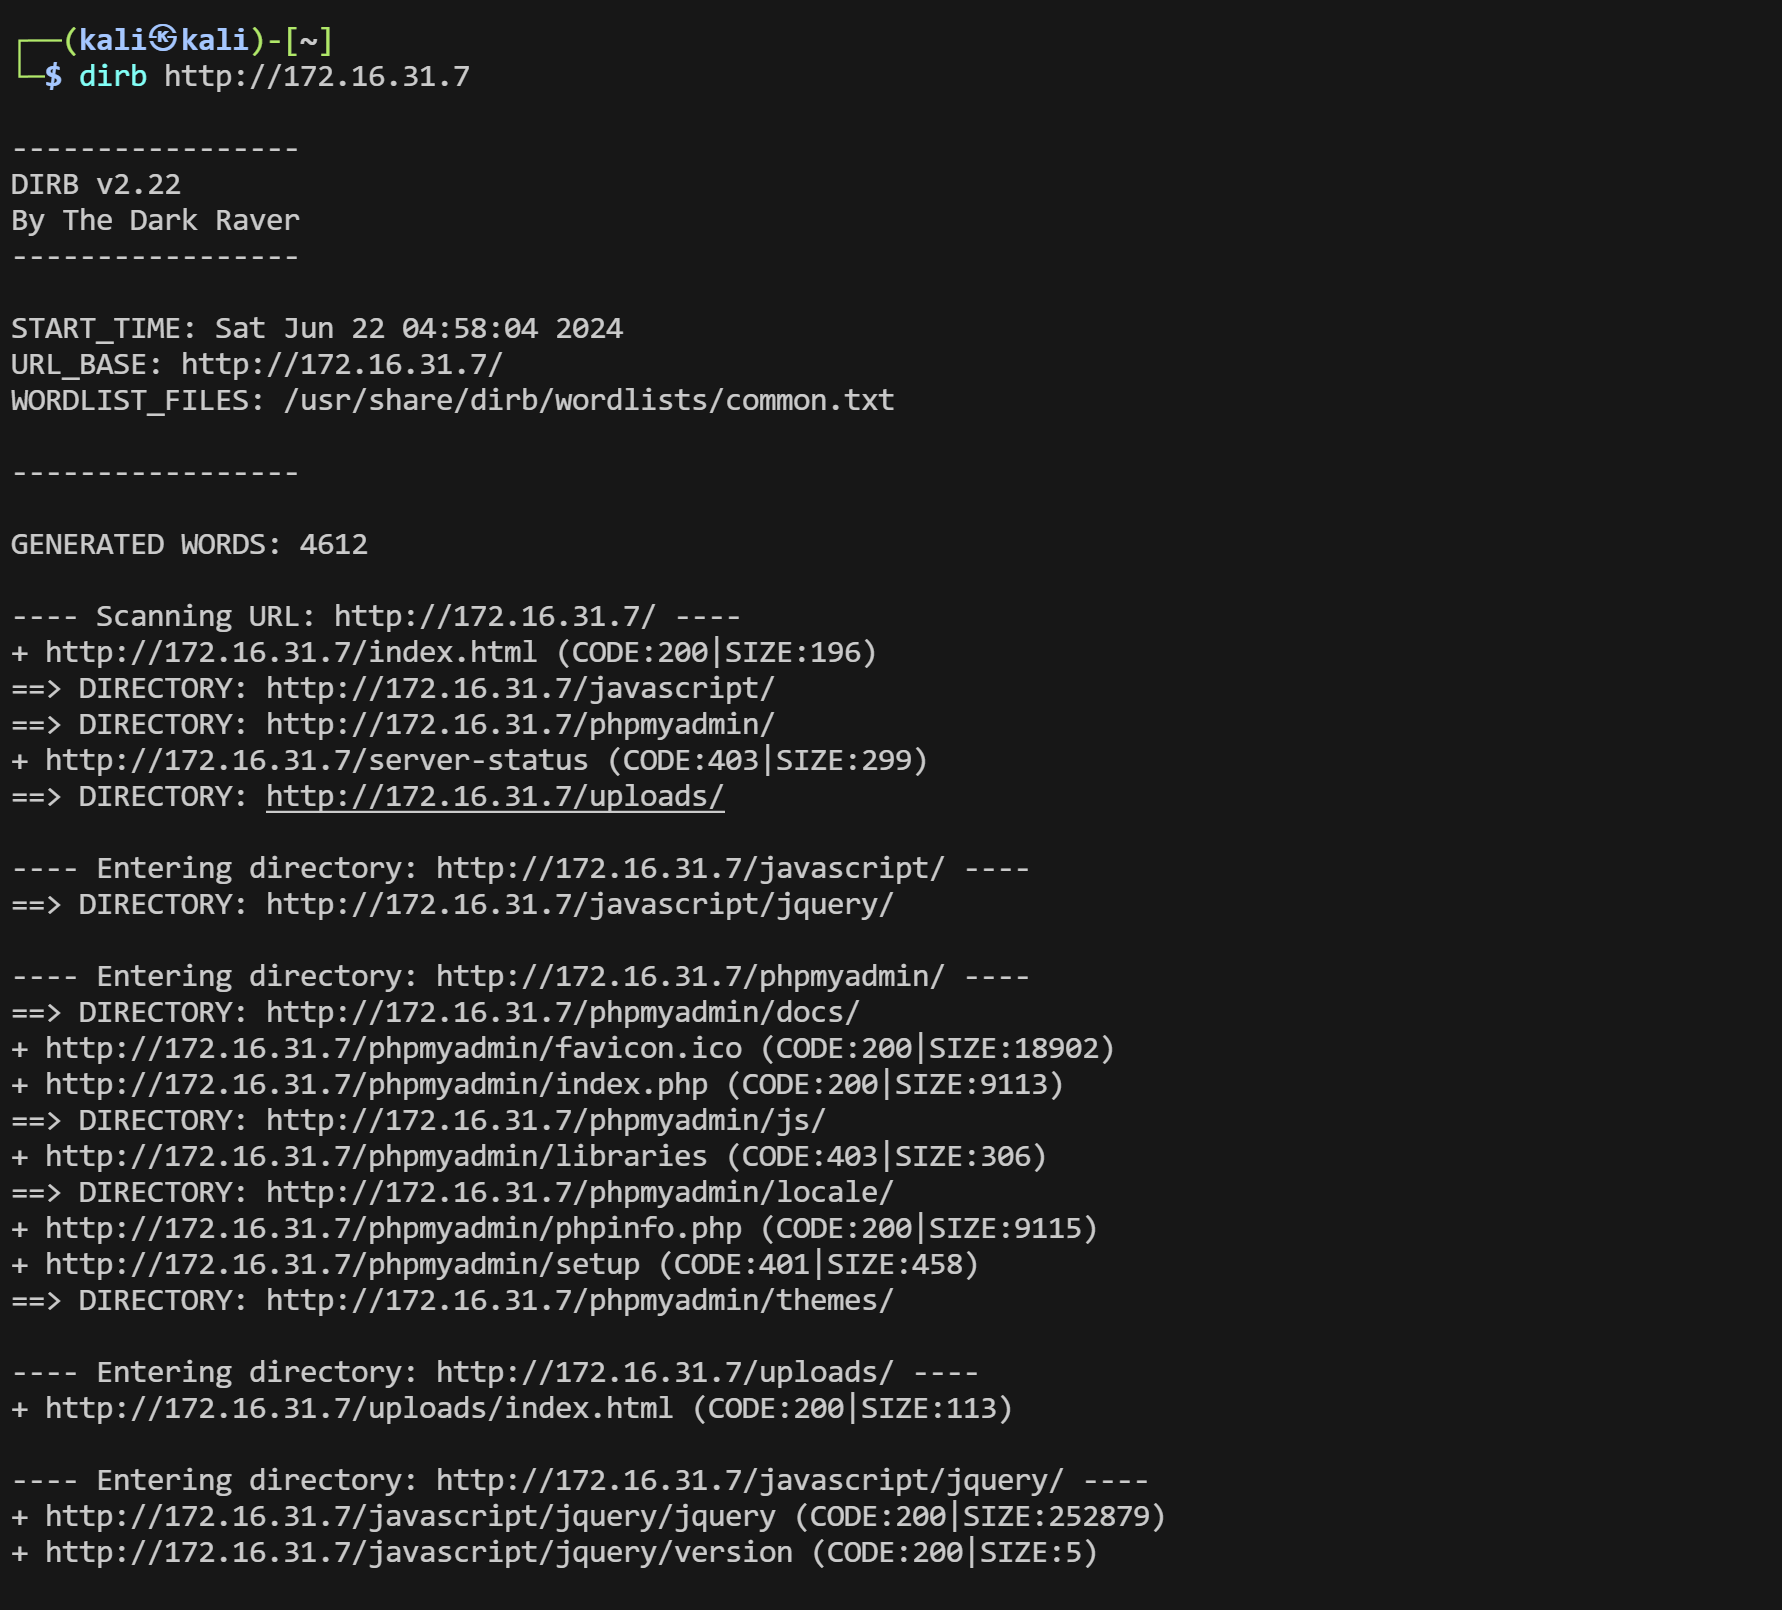 ┌──(kali㉿kali)-[~]
└─$ dirb http://172.16.31.7
-----------------
DIRB v2.22
By The Dark Raver
-----------------
START_TIME: Sat Jun 22 04:58:04 2024
URL_BASE: http://172.16.31.7/
WORDLIST_FILES: /usr/share/dirb/wordlists/common.txt
-----------------
GENERATED WORDS: 4612
---- Scanning URL: http://172.16.31.7/ ----
+ http://172.16.31.7/index.html (CODE:200|SIZE:196)
==> DIRECTORY: http://172.16.31.7/javascript/
==> DIRECTORY: http://172.16.31.7/phpmyadmin/
+ http://172.16.31.7/server-status (CODE:403|SIZE:299)
==> DIRECTORY: http://172.16.31.7/uploads/
---- Entering directory: http://172.16.31.7/javascript/ ----
==> DIRECTORY: http://172.16.31.7/javascript/jquery/
---- Entering directory: http://172.16.31.7/phpmyadmin/ ----
==> DIRECTORY: http://172.16.31.7/phpmyadmin/docs/
+ http://172.16.31.7/phpmyadmin/favicon.ico (CODE:200|SIZE:18902)
+ http://172.16.31.7/phpmyadmin/index.php (CODE:200|SIZE:9113)
==> DIRECTORY: http://172.16.31.7/phpmyadmin/js/
+ http://172.16.31.7/phpmyadmin/libraries (CODE:403|SIZE:306)
==> DIRECTORY: http://172.16.31.7/phpmyadmin/locale/
+ http://172.16.31.7/phpmyadmin/phpinfo.php (CODE:200|SIZE:9115)
+ http://172.16.31.7/phpmyadmin/setup (CODE:401|SIZE:458)
==> DIRECTORY: http://172.16.31.7/phpmyadmin/themes/
---- Entering directory: http://172.16.31.7/uploads/ ----
+ http://172.16.31.7/uploads/index.html (CODE:200|SIZE:113)
---- Entering directory: http://172.16.31.7/javascript/jquery/ ----
+ http://172.16.31.7/javascript/jquery/jquery (CODE:200|SIZE:252879)
+ http://172.16.31.7/javascript/jquery/version (CODE:200|SIZE:5)